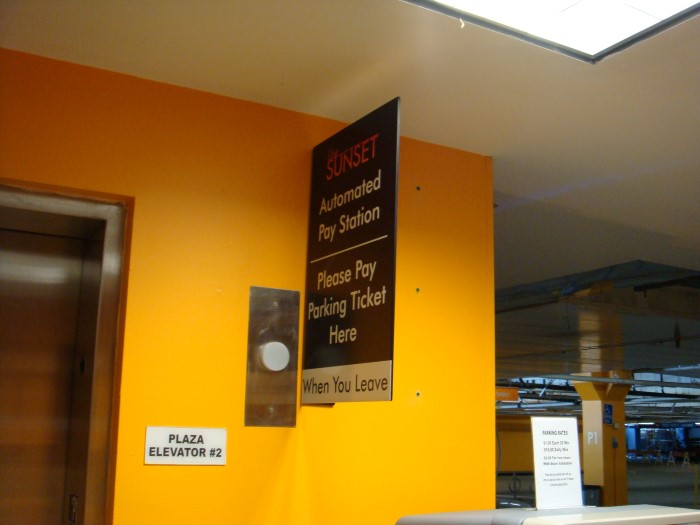 SUNSET
Automated
Pay Station
Please Pay
Parking Ticket
Here
When You Leave
PLAZA
ELEVATOR #2
PARKING RATES
P1